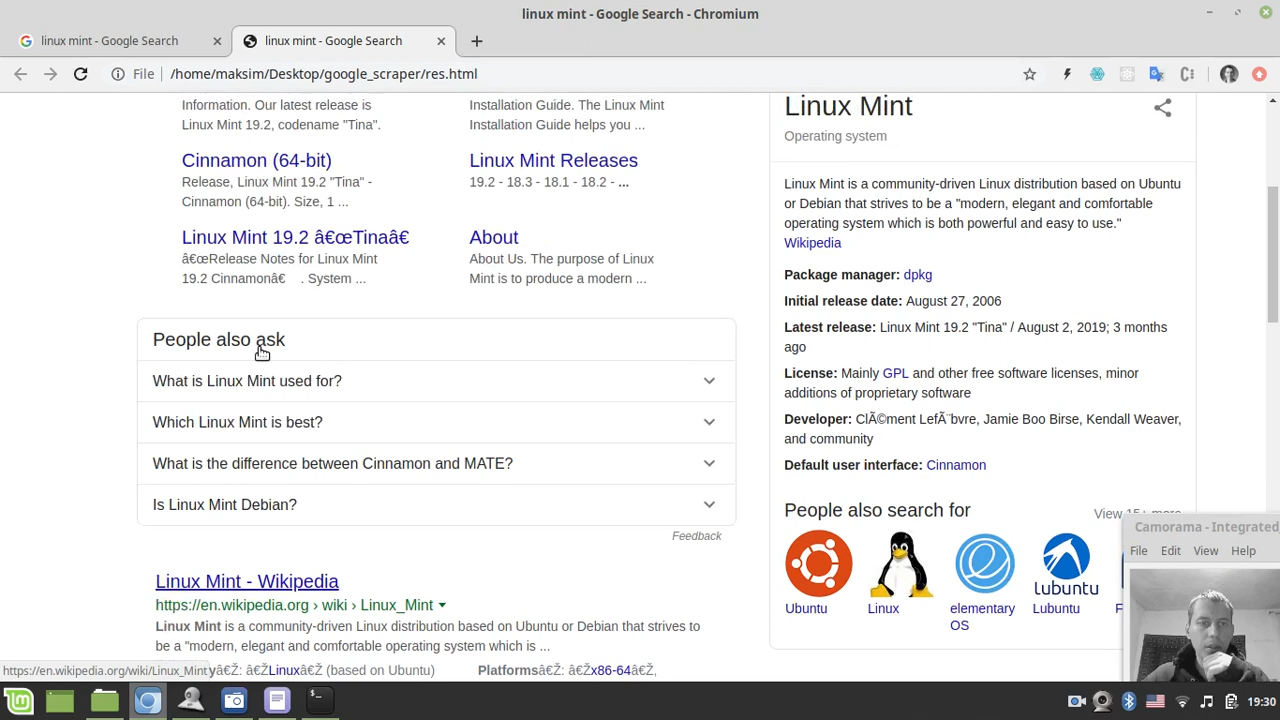 linux mint - Google Search - Chromium
linux mint - Google Search
linux mint - Google Search
File
/home/maksim/Desktop/google_scraper/res.html
Information. Our latest release is
Linux Mint 19.2, codename "Tina".
Installation Guide. The Linux Mint
Installation Guide helps you ...
Cinnamon (64-bit)
Release, Linux Mint 19.2 "Tina" -
Cinnamon (64-bit). Size, 1 ...
Linux Mint Releases
19.2 - 18.3 - 18.1 - 18.2 - ...
Linux Mint 19.2 â€œTinaâ€
â€œRelease Notes for Linux Mint
19.2 Cinnamonâ€ . System ...
About
About Us. The purpose of Linux
Mint is to produce a modern ...
People also ask
What is Linux Mint used for?
Which Linux Mint is best?
What is the difference between Cinnamon and MATE?
Is Linux Mint Debian?
Feedback
Linux Mint - Wikipedia
https://en.wikipedia.org › wiki › Linux_Mint
Linux Mint is a community-driven Linux distribution based on Ubuntu or Debian that strives to
be a "modern, elegant and comfortable operating system which is ...
https://en.wikipedia.org/wiki/Linux_Mint
yâ€Ž: â€ŽLinuxâ€Ž (based on Ubuntu)
Platformsâ€Ž: â€Žx86-64â€Ž,
Linux Mint
Operating system
Linux Mint is a community-driven Linux distribution based on Ubuntu
or Debian that strives to be a "modern, elegant and comfortable
operating system which is both powerful and easy to use."
Wikipedia
Package manager: dpkg
Initial release date: August 27, 2006
Latest release: Linux Mint 19.2 "Tina" / August 2, 2019; 3 months
ago
License: Mainly GPL and other free software licenses, minor
additions of proprietary software
Developer: ClÃ©ment LefÃ¨bvre, Jamie Boo Birse, Kendall Weaver,
and community
Default user interface: Cinnamon
People also search for
View 15+ more
Ubuntu
Linux
elementary
OS
Lubuntu
F
Camorama - Integrated
File Edit View Help
19:30